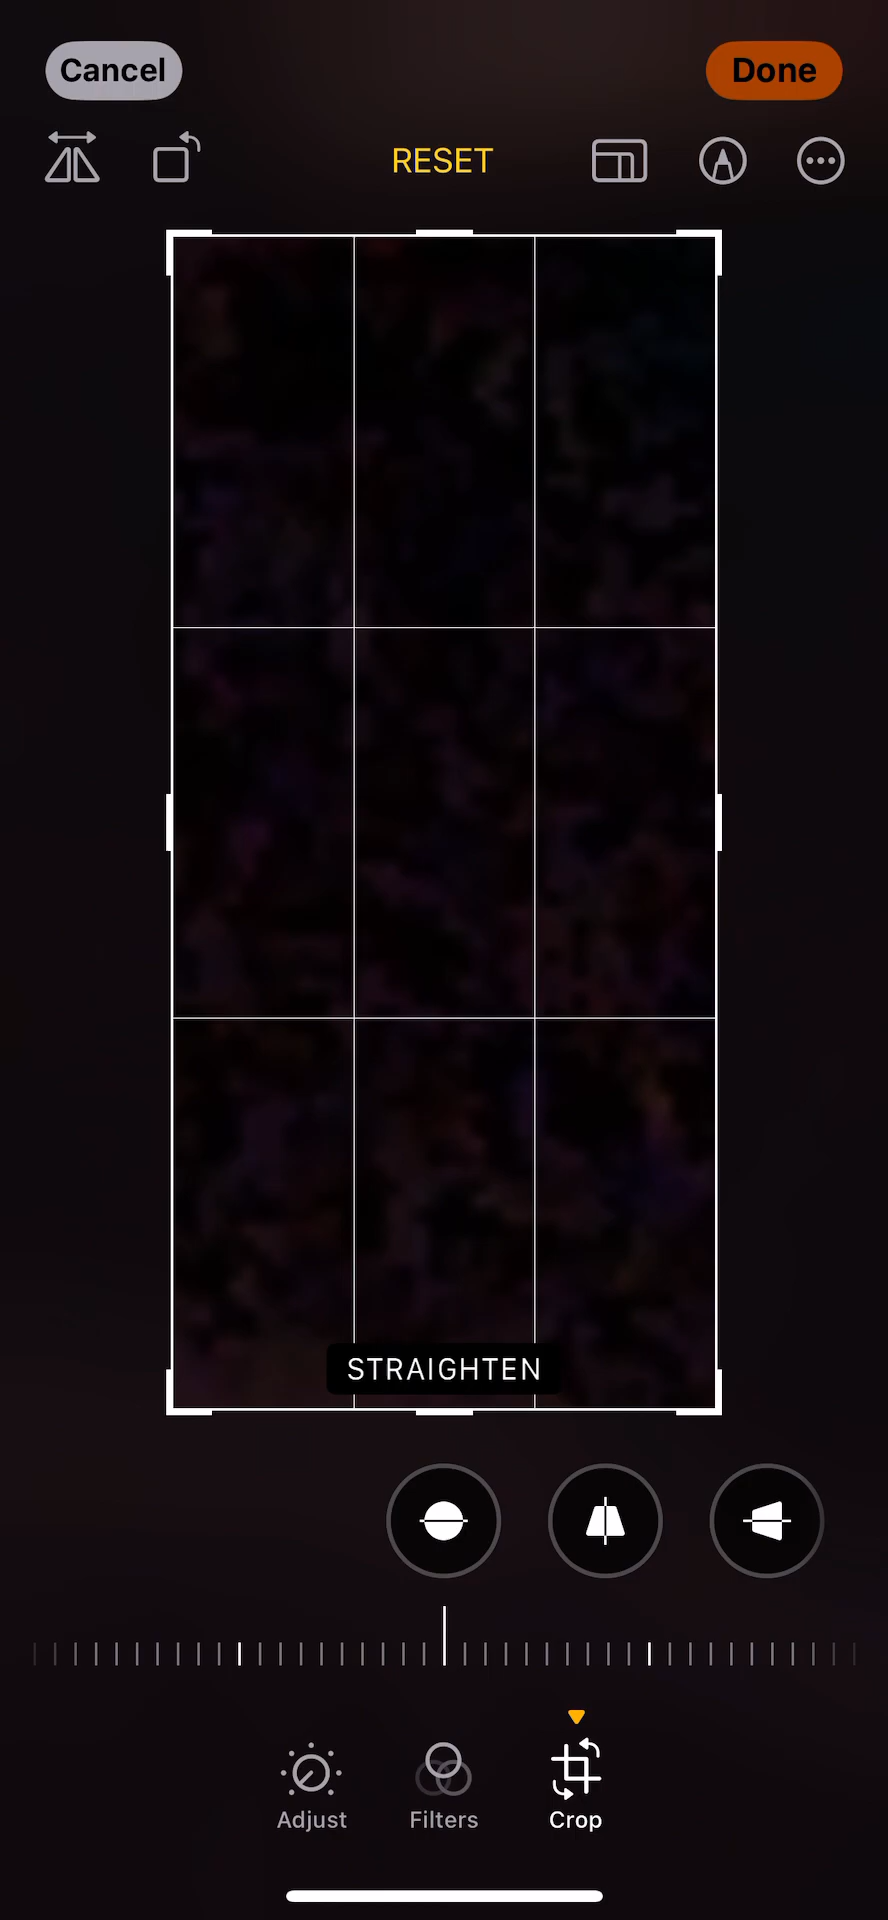 Cancel
Done
RESET
STRAIGHTEN
Adjust
Filters
Crop